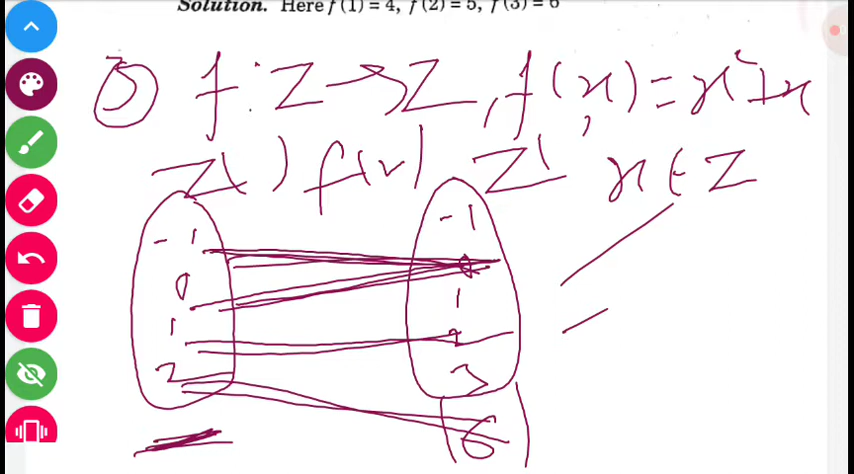 Solution. Here f (1) = 4, f (2) = 5, f (3) = 6
③ f : Z → Z, f(x) = x² + x
Z( ) f(x) Z' x ∈ Z
-1 -1
0 0
1 1
2 2
3
6